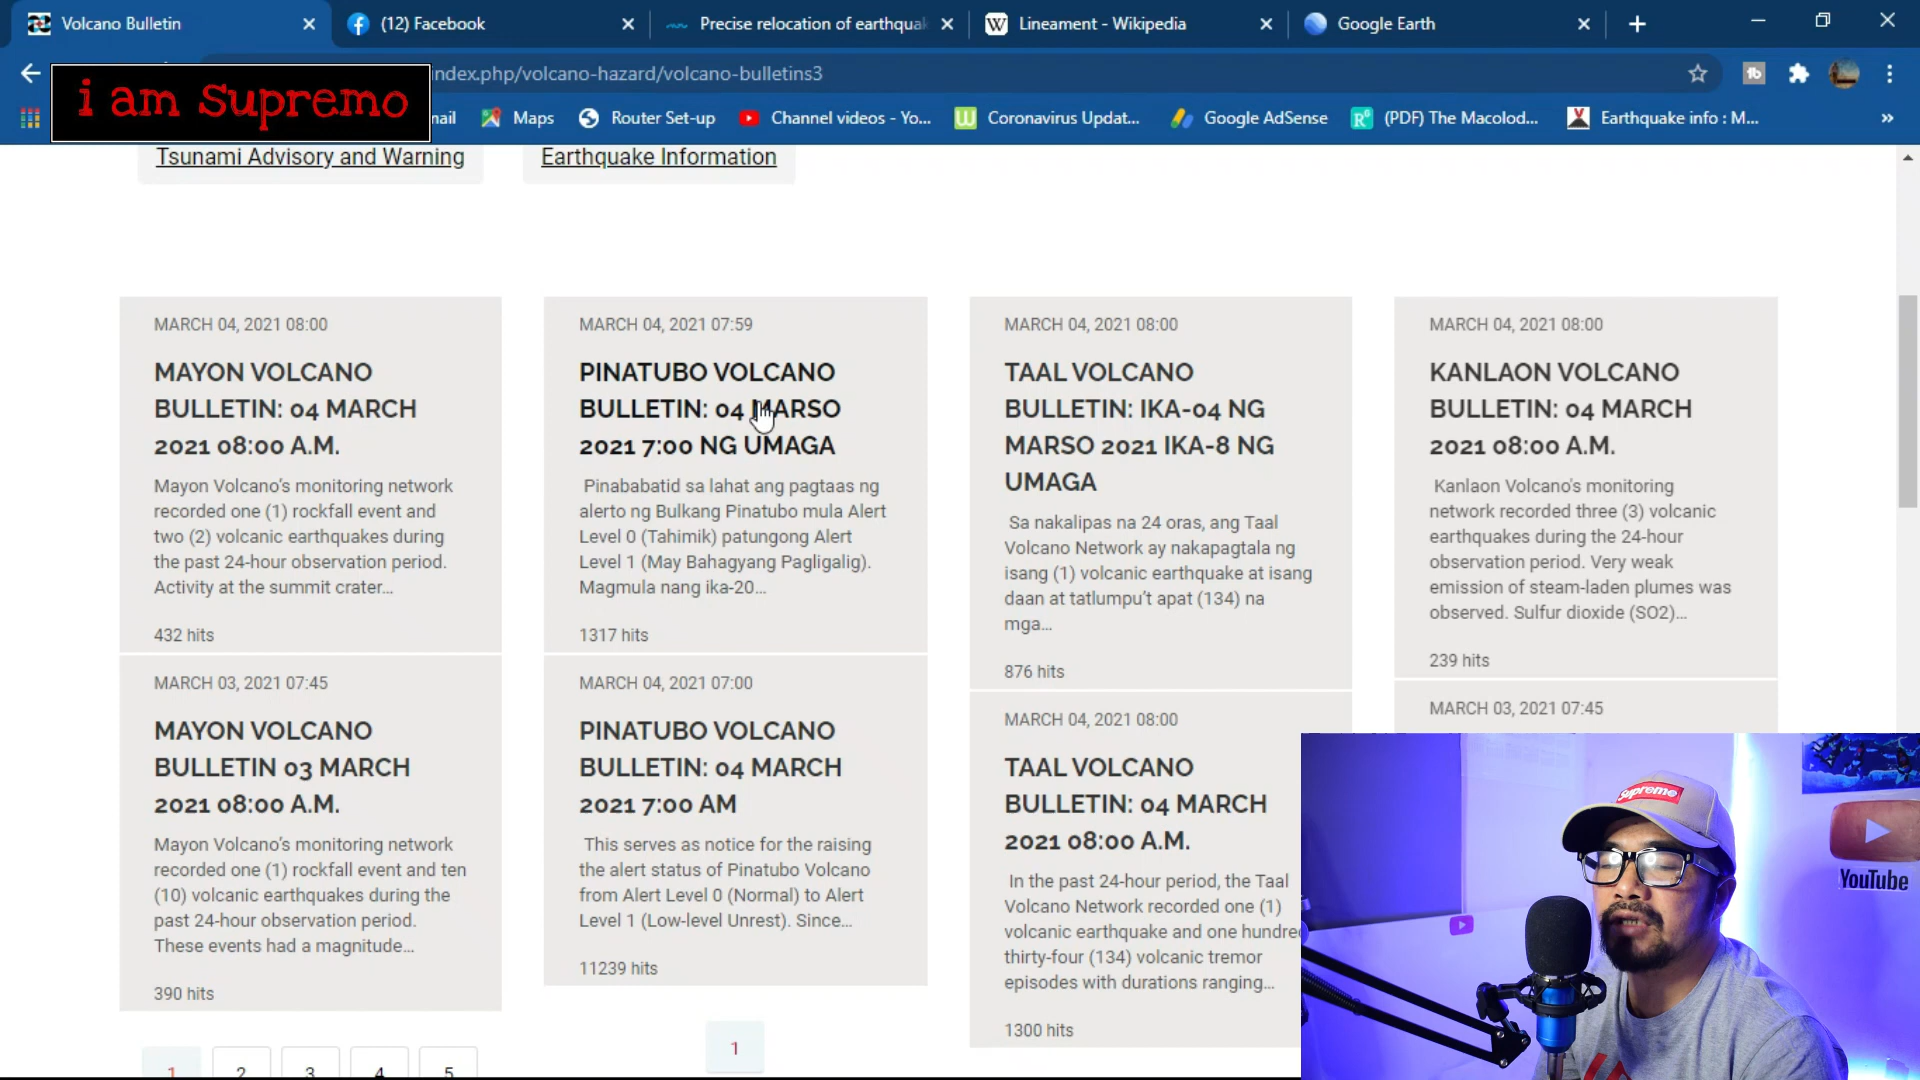 Volcano Bulletin
(12) Facebook
Precise relocation of earthqua
Lineament - Wikipedia
Google Earth
i am supremo
ndex.php/volcano-hazard/volcano-bulletins3
nail
Maps
Router Set-up
Channel videos - Yo...
Coronavirus Updat...
Google AdSense
(PDF) The Macolod...
Earthquake info : M...
»
Tsunami Advisory and Warning
Earthquake Information
MARCH 04, 2021 08:00
MAYON VOLCANO
BULLETIN: 04 MARCH
2021 08:00 A.M.
Mayon Volcano's monitoring network
recorded one (1) rockfall event and
two (2) volcanic earthquakes during
the past 24-hour observation period.
Activity at the summit crater...
432 hits
MARCH 03, 2021 07:45
MAYON VOLCANO
BULLETIN 03 MARCH
2021 08:00 A.M.
Mayon Volcano's monitoring network
recorded one (1) rockfall event and ten
(10) volcanic earthquakes during the
past 24-hour observation period.
These events had a magnitude...
390 hits
1 2 3 4 5
MARCH 04, 2021 07:59
PINATUBO VOLCANO
BULLETIN: 04 MARSO
2021 7:00 NG UMAGA
Pinababatid sa lahat ang pagtaas ng
alerto ng Bulkang Pinatubo mula Alert
Level 0 (Tahimik) patungong Alert
Level 1 (May Bahagyang Pagligalig).
Magmula nang ika-20...
1317 hits
MARCH 04, 2021 07:00
PINATUBO VOLCANO
BULLETIN: 04 MARCH
2021 7:00 AM
This serves as notice for the raising
the alert status of Pinatubo Volcano
from Alert Level 0 (Normal) to Alert
Level 1 (Low-level Unrest). Since...
11239 hits
1
MARCH 04, 2021 08:00
TAAL VOLCANO
BULLETIN: IKA-04 NG
MARSO 2021 IKA-8 NG
UMAGA
Sa nakalipas na 24 oras, ang Taal
Volcano Network ay nakapagtala ng
isang (1) volcanic earthquake at isang
daan at tatlumpu't apat (134) na
mga...
876 hits
MARCH 04, 2021 08:00
TAAL VOLCANO
BULLETIN: 04 MARCH
2021 08:00 A.M.
In the past 24-hour period, the Taal
Volcano Network recorded one (1)
volcanic earthquake and one hundre
thirty-four (134) volcanic tremor
episodes with durations ranging...
1300 hits
MARCH 04, 2021 08:00
KANLAON VOLCANO
BULLETIN: 04 MARCH
2021 08:00 A.M.
Kanlaon Volcano's monitoring
network recorded three (3) volcanic
earthquakes during the 24-hour
observation period. Very weak
emission of steam-laden plumes was
observed. Sulfur dioxide (SO2)...
239 hits
MARCH 03, 2021 07:45
Supreme
YouTube